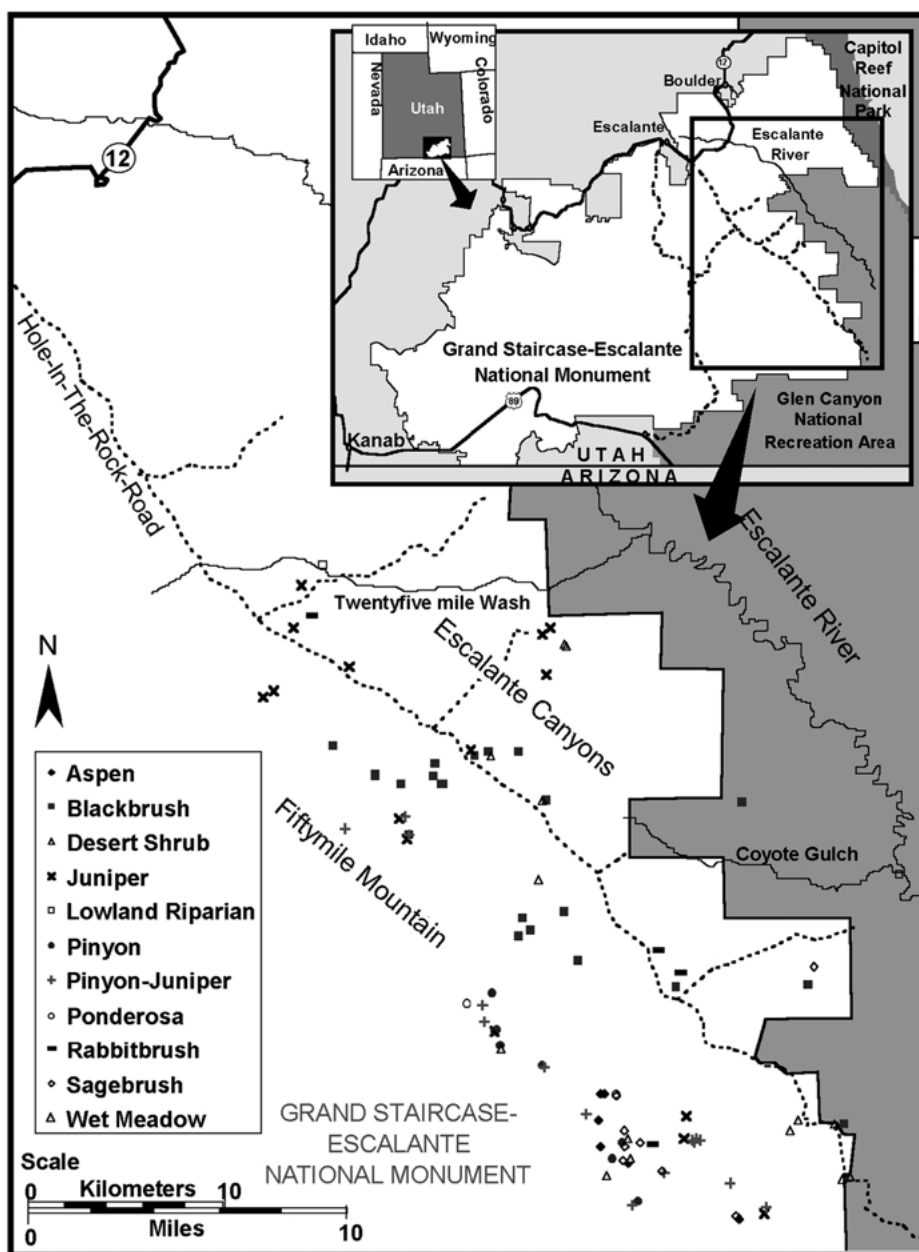 Idaho
Wyoming
Nevada
Utah
Colorado
Arizona
12
Boulder
Capitol
Reef
National
Park
Escalante
Escalante
River
Grand Staircase-Escalante
National Monument
89
Kanab
Glen Canyon
National
Recreation Area
UTAH
ARIZONA
12
Hole-In-The-Rock-Road
Escalante River
Twentyfive mile Wash
Escalante Canyons
N
Fiftymile Mountain
Coyote Gulch
Aspen
Blackbrush
Desert Shrub
Juniper
Lowland Riparian
Pinyon
Pinyon-Juniper
Ponderosa
Rabbitbrush
Sagebrush
Wet Meadow
GRAND STAIRCASE-
ESCALANTE
NATIONAL MONUMENT
Scale
0 Kilometers 10
0 Miles 10